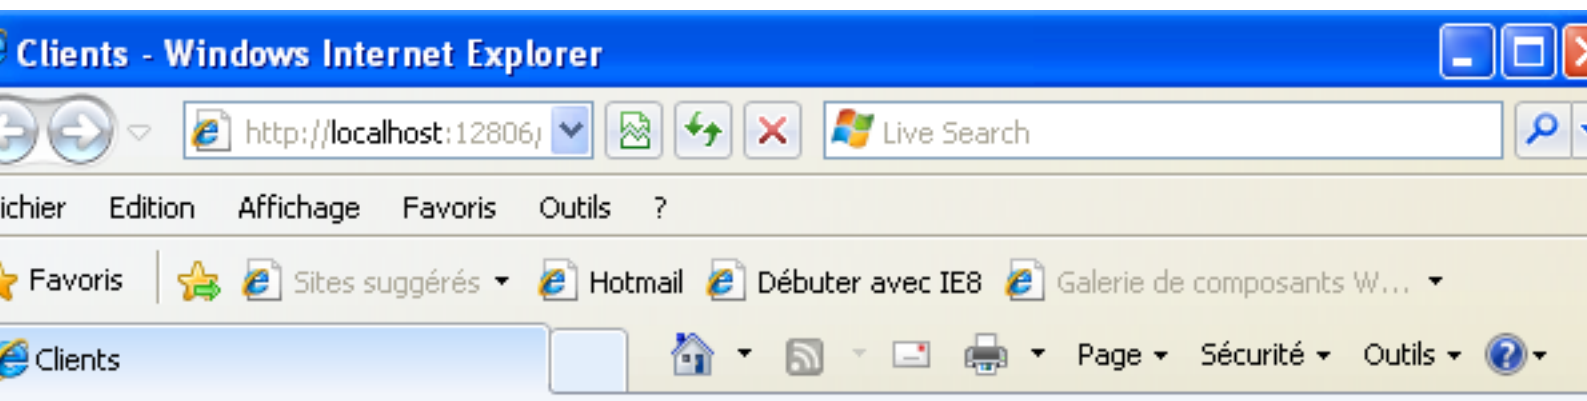 Clients - Windows Internet Explorer
http://localhost:12806/ Live Search
ichier Edition Affichage Favoris Outils ?
Favoris Sites suggérés Hotmail Débuter avec IE8 Galerie de composants W...
Clients Page Sécurité Outils